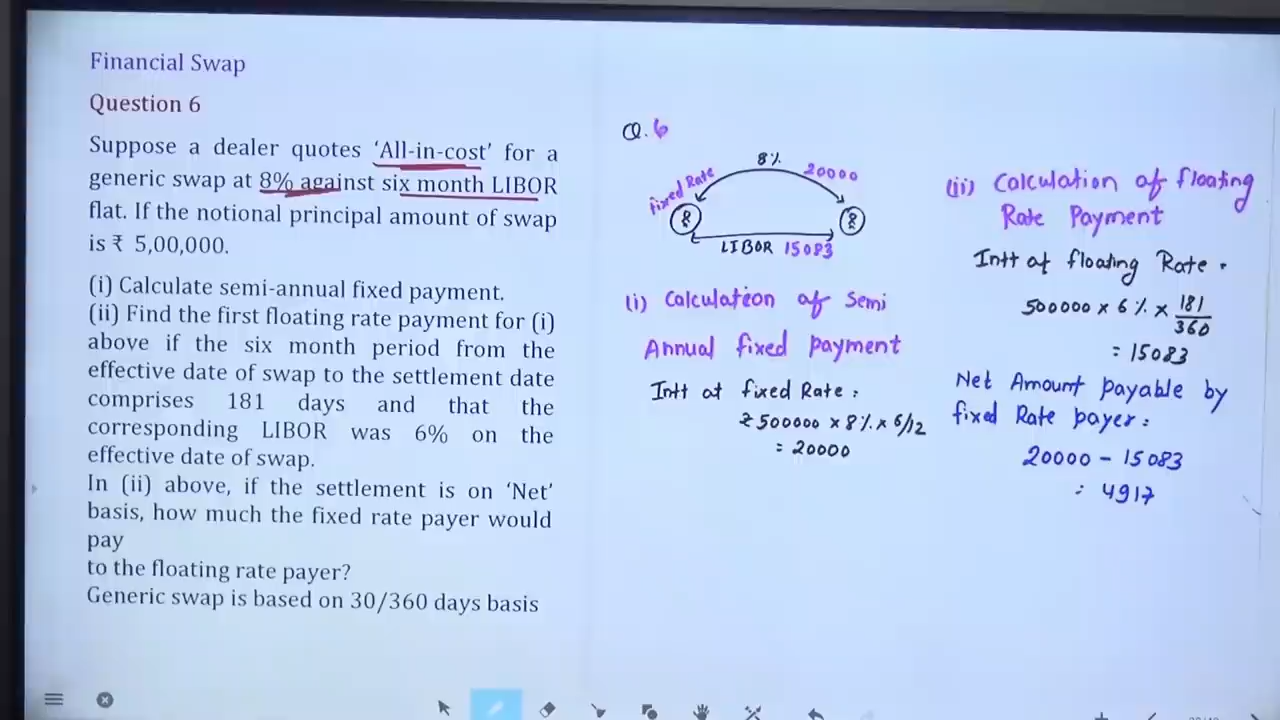 Financial Swap
Question 6
Suppose a dealer quotes ‘All-in-cost’ for a
generic swap at 8% against six month LIBOR
flat. If the notional principal amount of swap
is ₹ 5,00,000.
(i) Calculate semi-annual fixed payment.
(ii) Find the first floating rate payment for (i)
above if the six month period from the
effective date of swap to the settlement date
comprises 181 days and that the
corresponding LIBOR was 6% on the
effective date of swap.
In (ii) above, if the settlement is on ‘Net’
basis, how much the fixed rate payer would
pay
to the floating rate payer?
Generic swap is based on 30/360 days basis
Q.6
8%
fixed Rate
20000
LIBOR 15083
(i) Calculation of Semi
Annual fixed payment
Intt at fixed Rate :
₹500000 × 8% × 6/12
= 20000
(ii) Calculation of floating
Rate Payment
Intt at floating Rate :
500000 × 6% × 181/360
= 15083
Net Amount payable by
fixed Rate payer :
20000 - 15083
: 4917